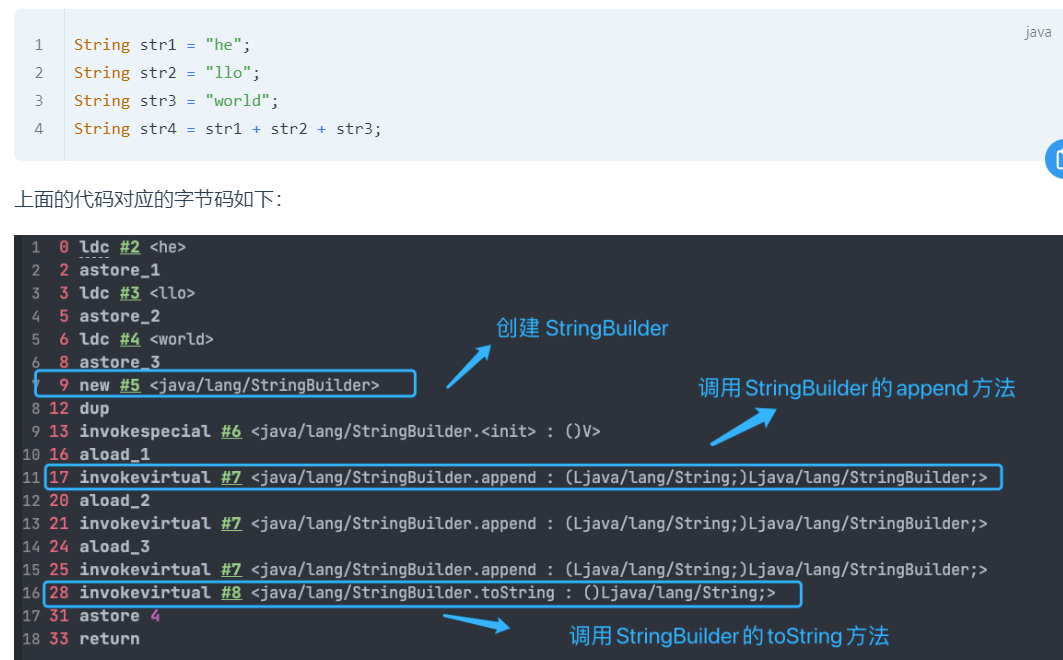 java
1 String str1 = "he";
2 String str2 = "llo";
3 String str3 = "world";
4 String str4 = str1 + str2 + str3;
上面的代码对应的字节码如下：
1 0 ldc #2 <he>
2 2 astore_1
3 3 ldc #3 <llo>
4 5 astore_2
5 6 ldc #4 <world>
创建 StringBuilder
6 8 astore_3
7 9 new #5 <java/lang/StringBuilder>
调用 StringBuilder 的 append 方法
8 12 dup
9 13 invokespecial #6 <java/lang/StringBuilder.<init> : ()V>
10 16 aload_1
11 17 invokevirtual #7 <java/lang/StringBuilder.append : (Ljava/lang/String;)Ljava/lang/StringBuilder;>
12 20 aload_2
13 21 invokevirtual #7 <java/lang/StringBuilder.append : (Ljava/lang/String;)Ljava/lang/StringBuilder;>
14 24 aload_3
15 25 invokevirtual #7 <java/lang/StringBuilder.append : (Ljava/lang/String;)Ljava/lang/StringBuilder;>
16 28 invokevirtual #8 <java/lang/StringBuilder.toString : ()Ljava/lang/String;>
17 31 astore 4
调用 StringBuilder 的 toString 方法
18 33 return